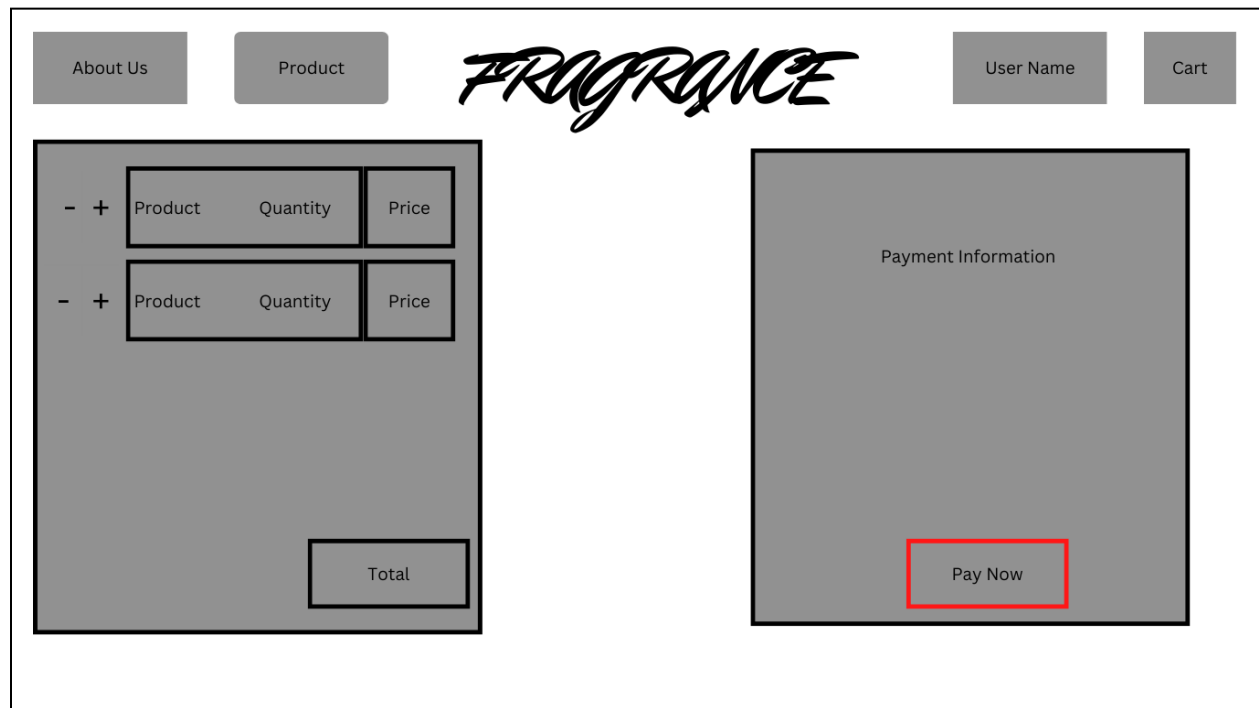 About Us Product FRAGRANCE User Name Cart
- + Product Quantity Price
- + Product Quantity Price
Total
Payment Information
Pay Now